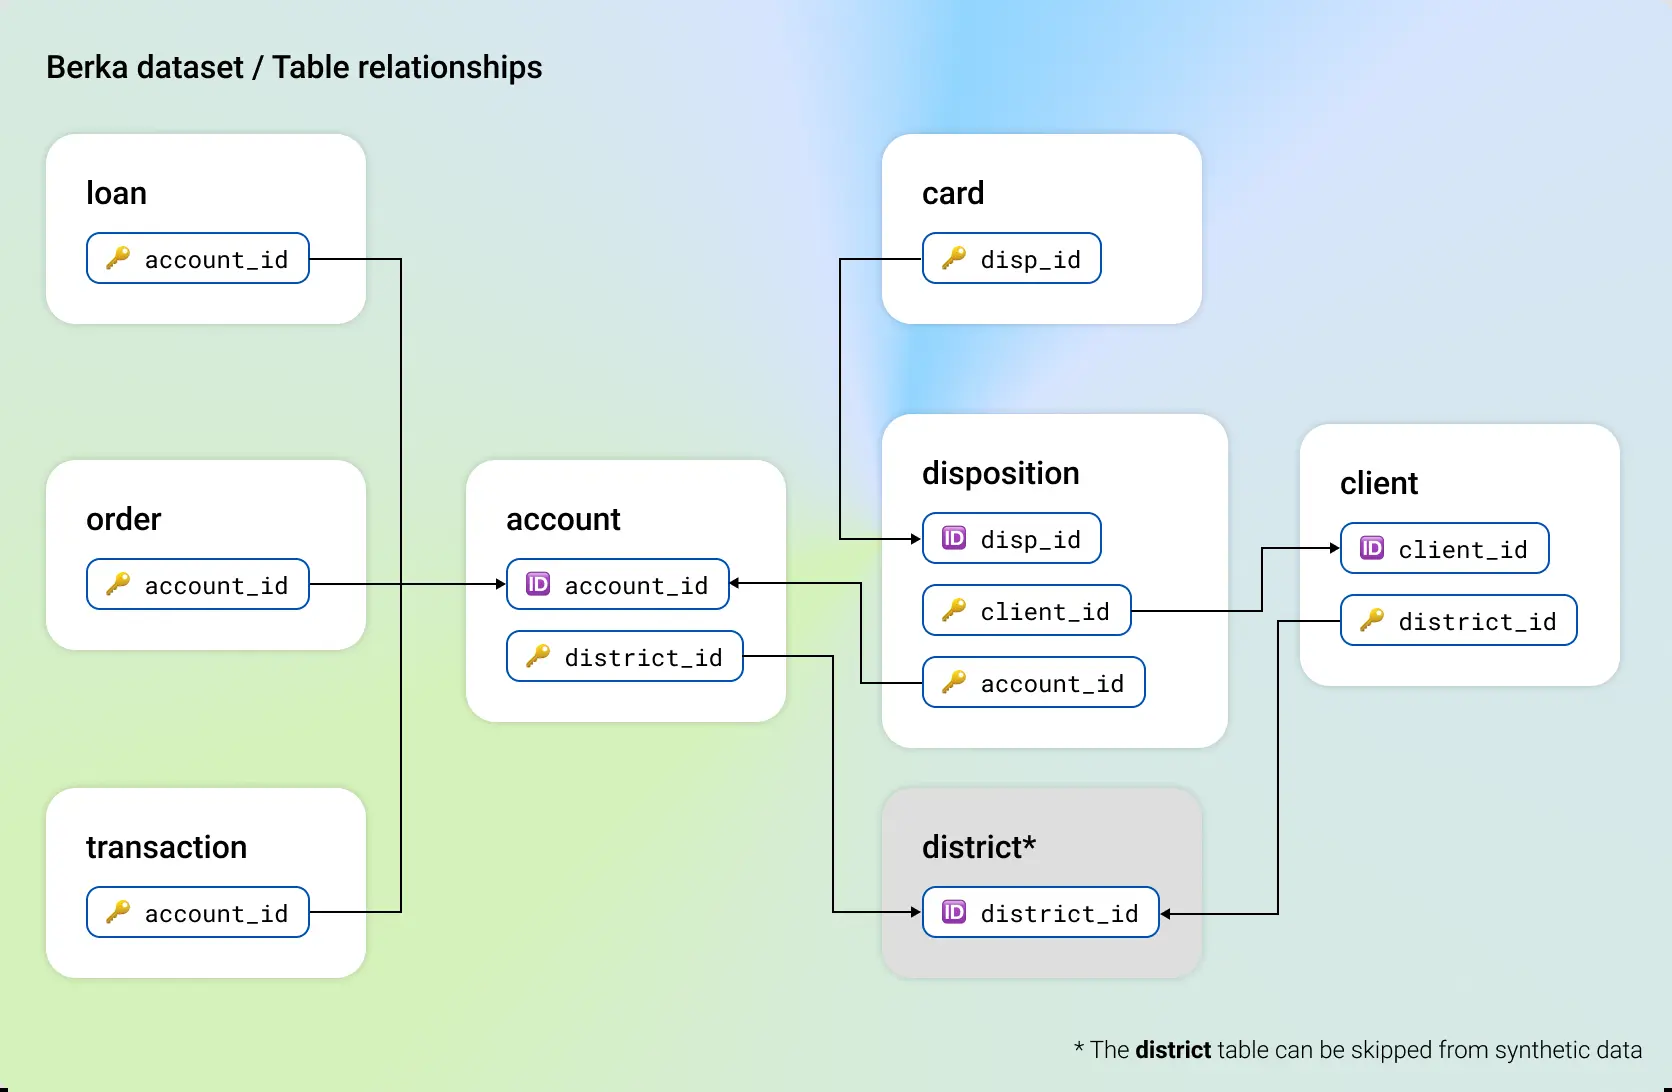 Berka dataset / Table relationships
loan
🔑 account_id
card
🔑 disp_id
order
🔑 account_id
account
🆔 account_id
🔑 district_id
disposition
🆔 disp_id
🔑 client_id
🔑 account_id
client
🆔 client_id
🔑 district_id
transaction
🔑 account_id
district*
🆔 district_id
* The district table can be skipped from synthetic data